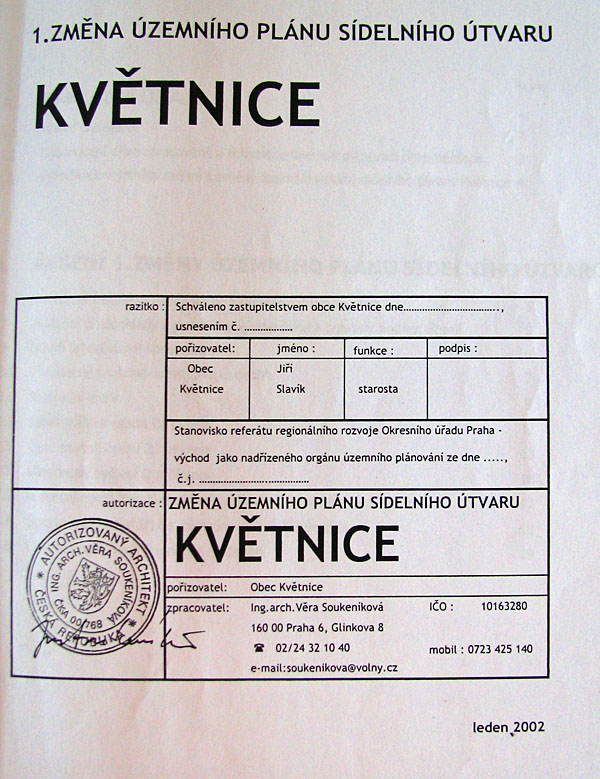 1.ZMĚNA ÚZEMNÍHO PLÁNU SÍDELNÍHO ÚTVARU
KVĚTNICE
razítko :
Schváleno zastupitelstvem obce Květnice dne..............................,
usnesením č. ................
pořizovatel: jméno : funkce : podpis :
Obec Jiří
Květnice Slavík starosta
Stanovisko referátu regionálního rozvoje Okresního úřadu Praha -
východ jako nadřízeného orgánu územního plánování ze dne .....,
č.j. ....................................
autorizace : ZMĚNA ÚZEMNÍHO PLÁNU SÍDELNÍHO ÚTVARU
KVĚTNICE
* AUTORIZOVANÝ ARCHITEKT *
ČESKÁ REPUBLIKA
ING. ARCH. VĚRA SOUKENÍKOVÁ
ČKA 00768
pořizovatel: Obec Květnice
zpracovatel: Ing.arch.Věra Soukeníková IČO : 10163280
160 00 Praha 6, Glinkova 8
☎ 02/24 32 10 40 mobil : 0723 425 140
e-mail:soukenikova@volny.cz
leden 2002